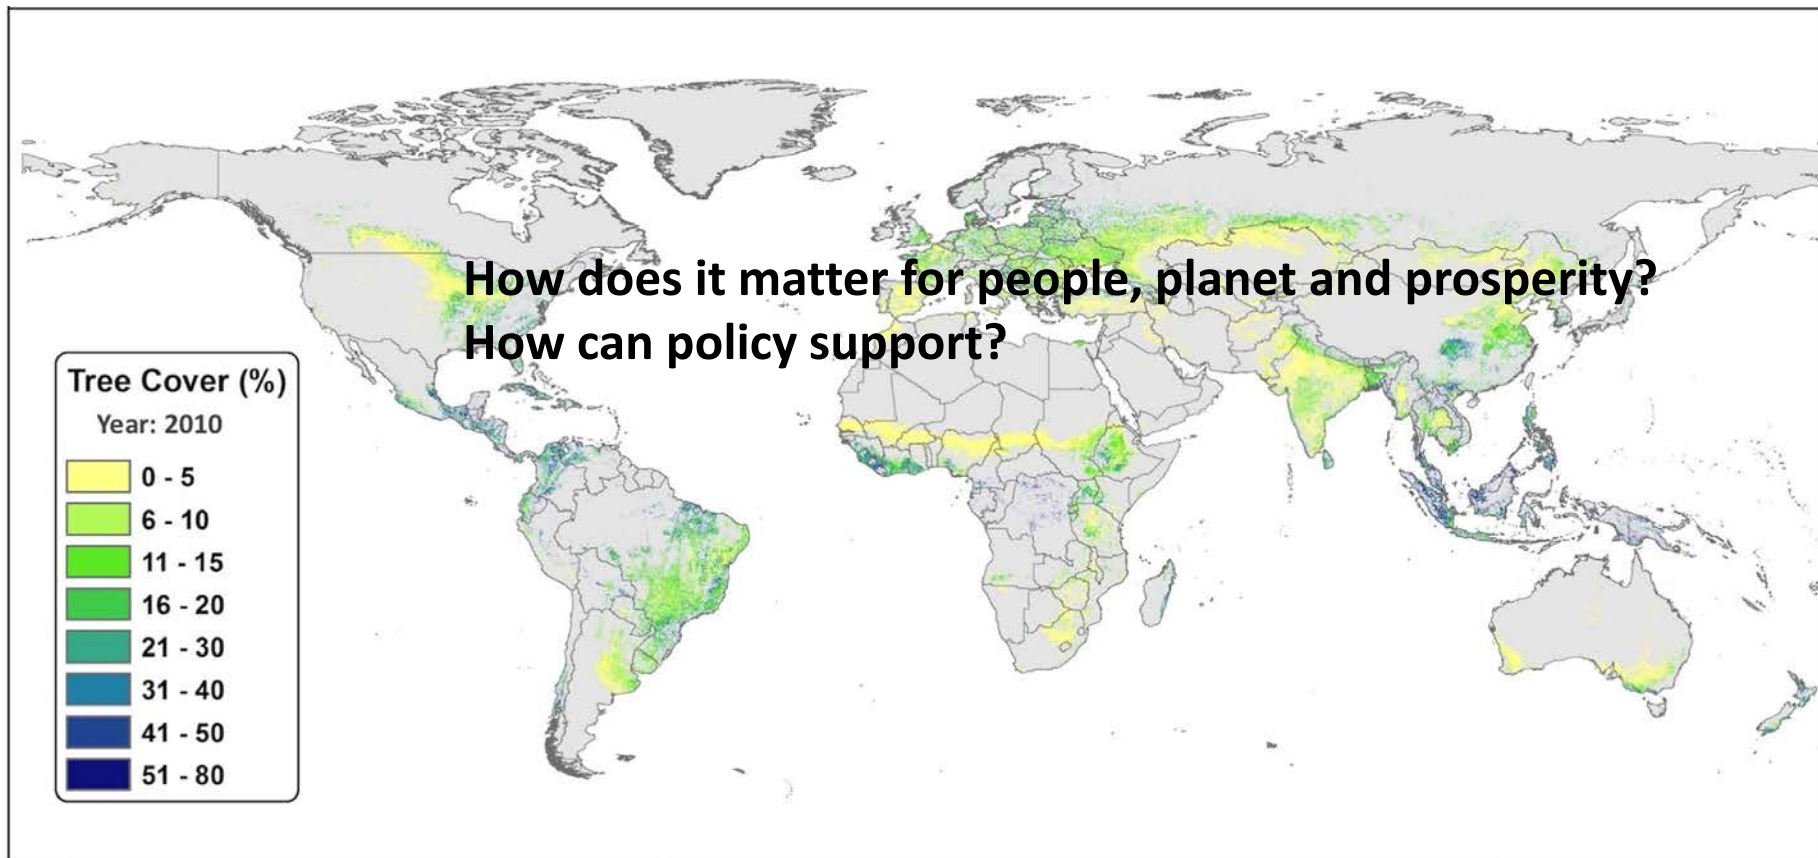 How does it matter for people, planet and prosperity?
How can policy support?
Tree Cover (%)
Year: 2010
0 - 5
6 - 10
11 - 15
16 - 20
21 - 30
31 - 40
41 - 50
51 - 80